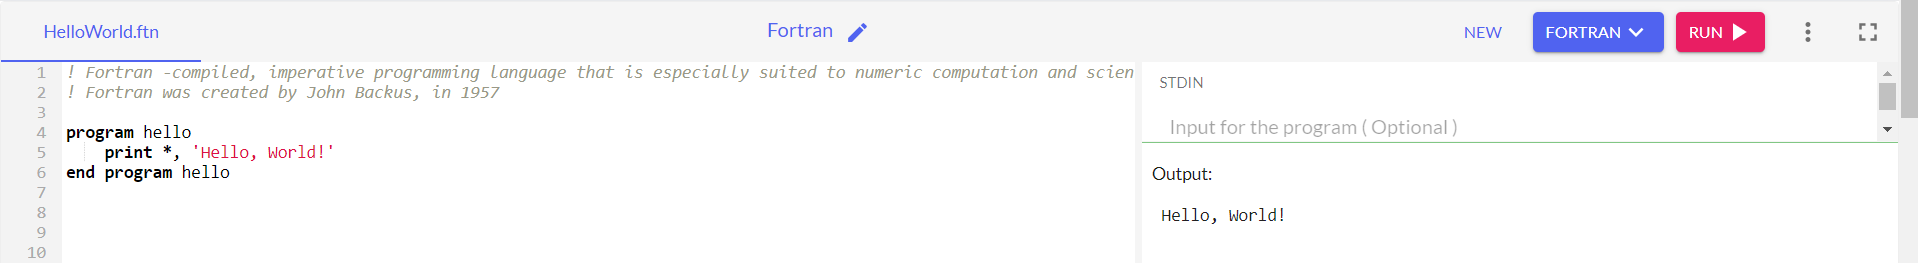 HelloWorld.ftn
Fortran
NEW
FORTRAN
RUN
1 ! Fortran -compiled, imperative programming language that is especially suited to numeric computation and scien
2 ! Fortran was created by John Backus, in 1957
3
4 program hello
5     print *, 'Hello, World!'
6 end program hello
7
8
9
10
STDIN
Input for the program ( Optional )
Output:
Hello, World!